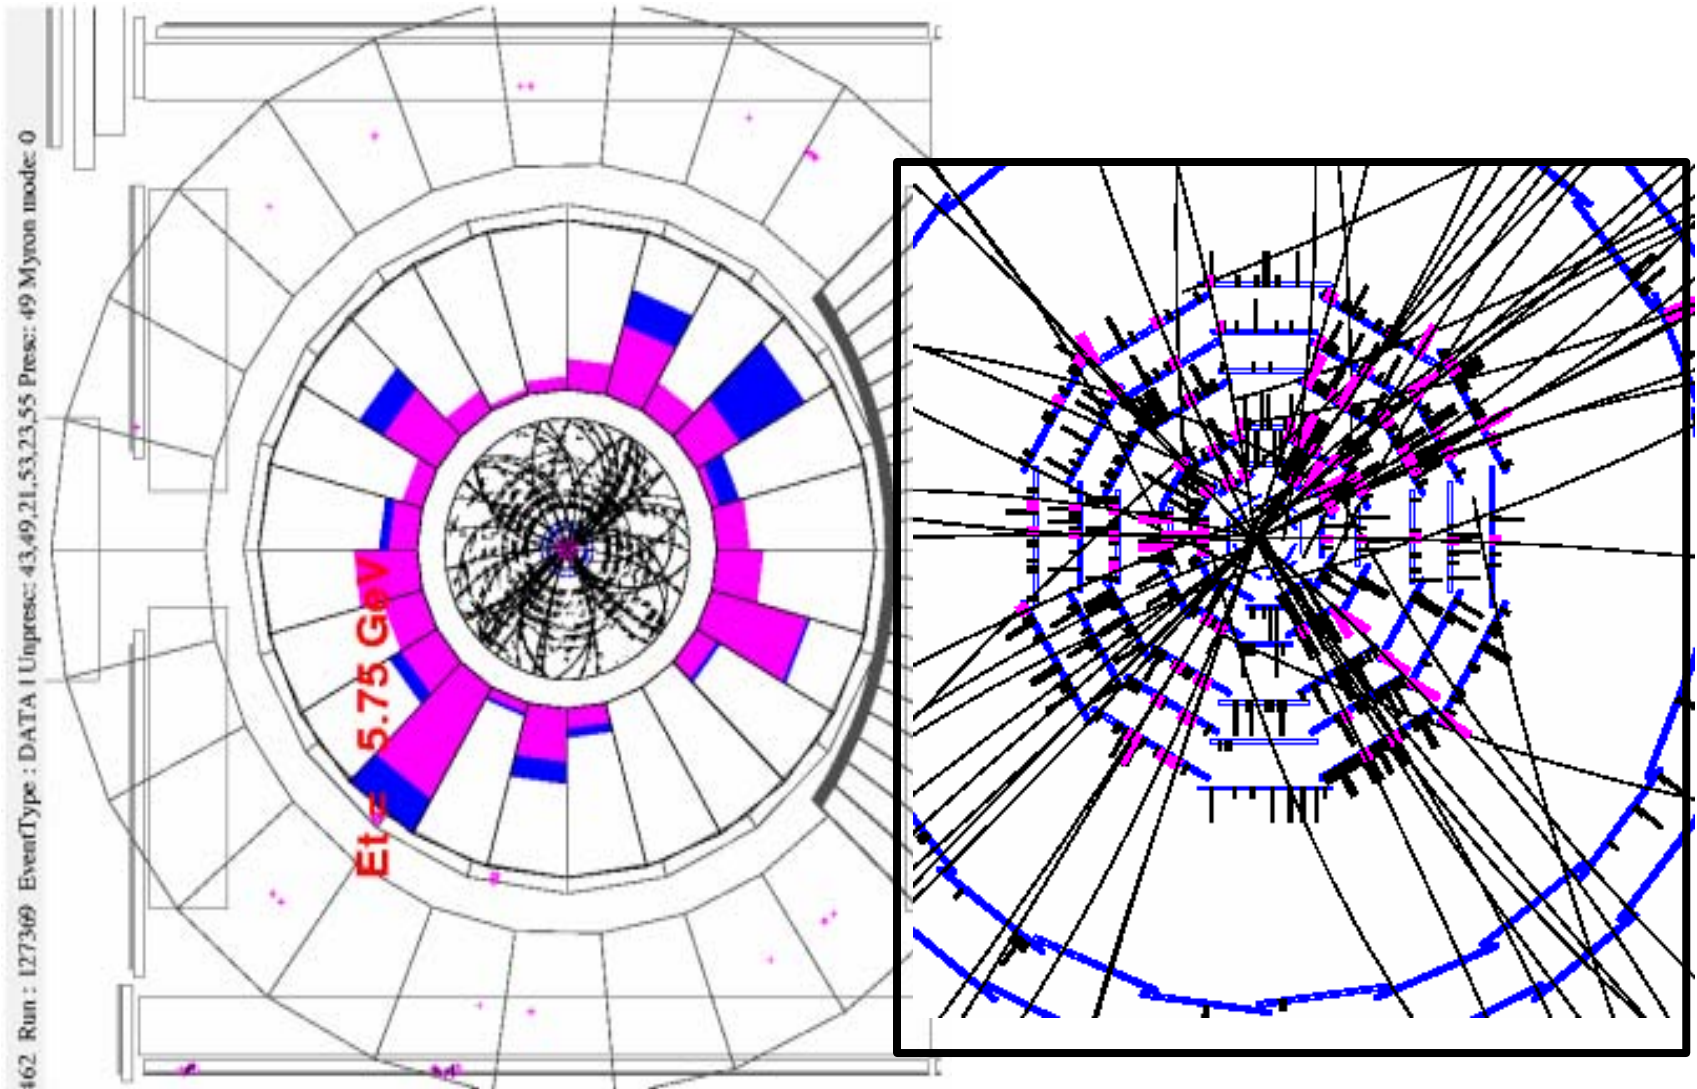 462 Run : 127369 EventType : DATA | Unpresc: 43,49,21,53,23,55 Presc: 49 Myron mode: 0
Et = 5.75 GeV